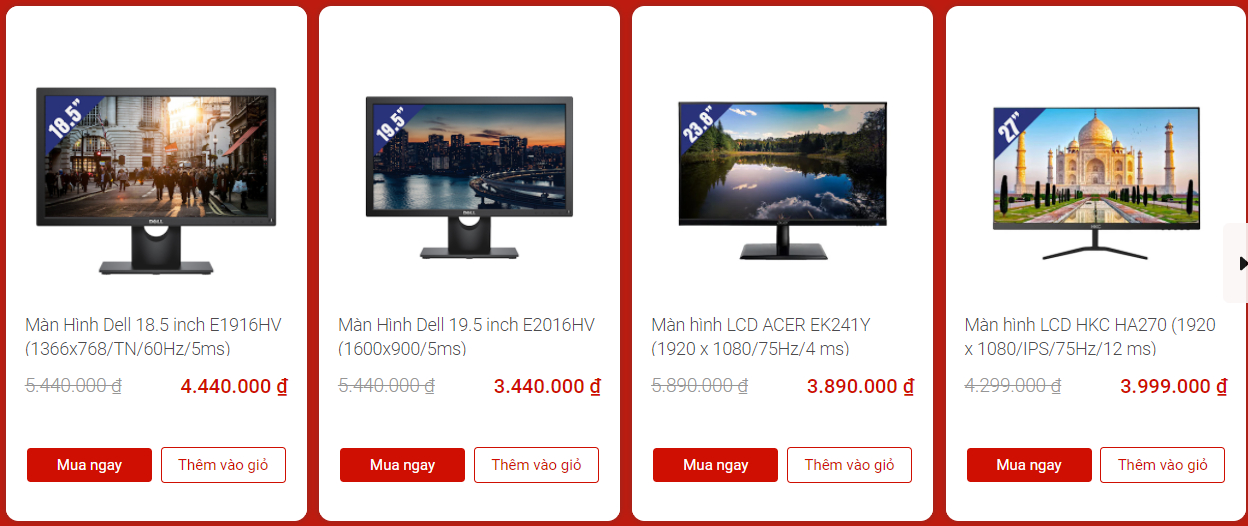 18.5"
DELL
Màn Hình Dell 18.5 inch E1916HV
(1366x768/TN/60Hz/5ms)
5.440.000 ₫ 4.440.000 ₫
Mua ngay Thêm vào giỏ
19.5"
DELL
Màn Hình Dell 19.5 inch E2016HV
(1600x900/5ms)
5.440.000 ₫ 3.440.000 ₫
Mua ngay Thêm vào giỏ
23.8"
Màn hình LCD ACER EK241Y
(1920 x 1080/75Hz/4 ms)
5.890.000 ₫ 3.890.000 ₫
Mua ngay Thêm vào giỏ
27"
HKC
Màn hình LCD HKC HA270 (1920
x 1080/IPS/75Hz/12 ms)
4.299.000 ₫ 3.999.000 ₫
Mua ngay Thêm vào giỏ